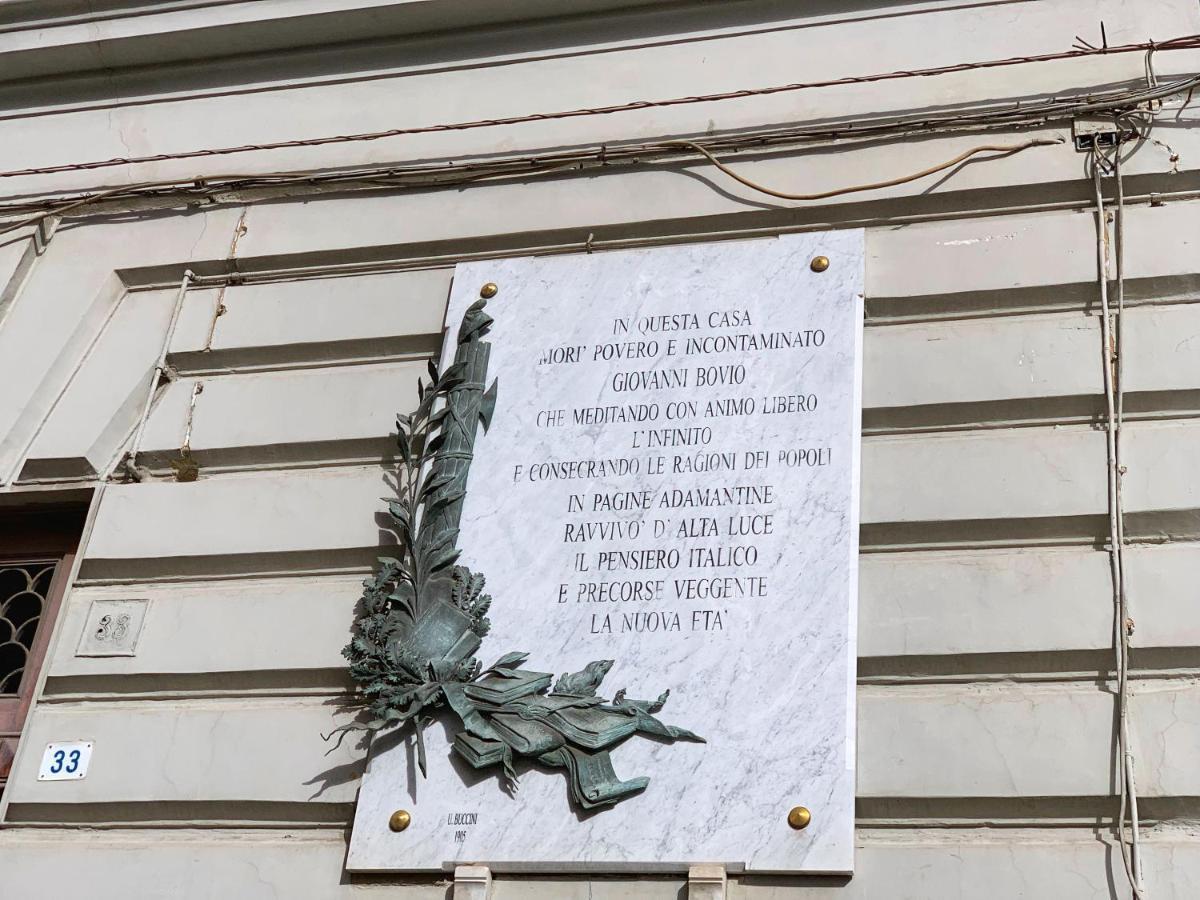 IN QUESTA CASA
MORI' POVERO E INCONTAMINATO
GIOVANNI BOVIO
CHE MEDITANDO CON ANIMO LIBERO
L'INFINITO
E CONSECRANDO LE RAGIONI DEI POPOLI
IN PAGINE ADAMANTINE
RAVVIVO' D'ALTA LUCE
IL PENSIERO ITALICO
E PRECORSE VEGGENTE
LA NUOVA ETA'
38
33
U. BUCCINI
1905